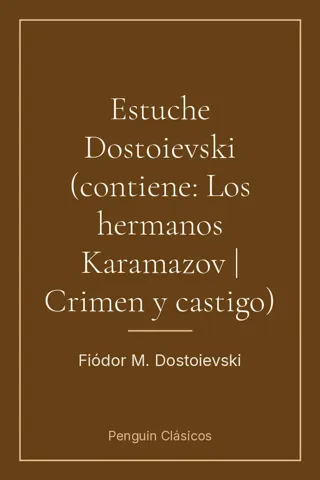 Estuche
Dostoievski
(contiene: Los
hermanos
Karamazov |
Crimen y castigo)
Fiódor M. Dostoievski
Penguin Clásicos